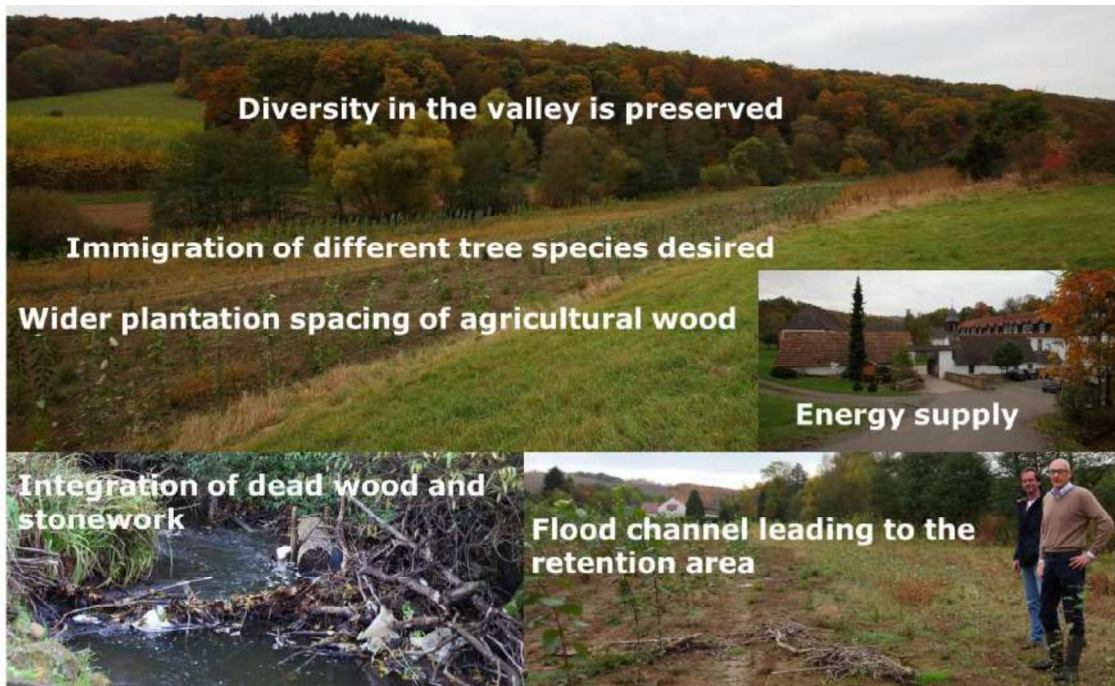 Diversity in the valley is preserved
Immigration of different tree species desired
Wider plantation spacing of agricultural wood
Energy supply
Integration of dead wood and
stonework
Flood channel leading to the
retention area